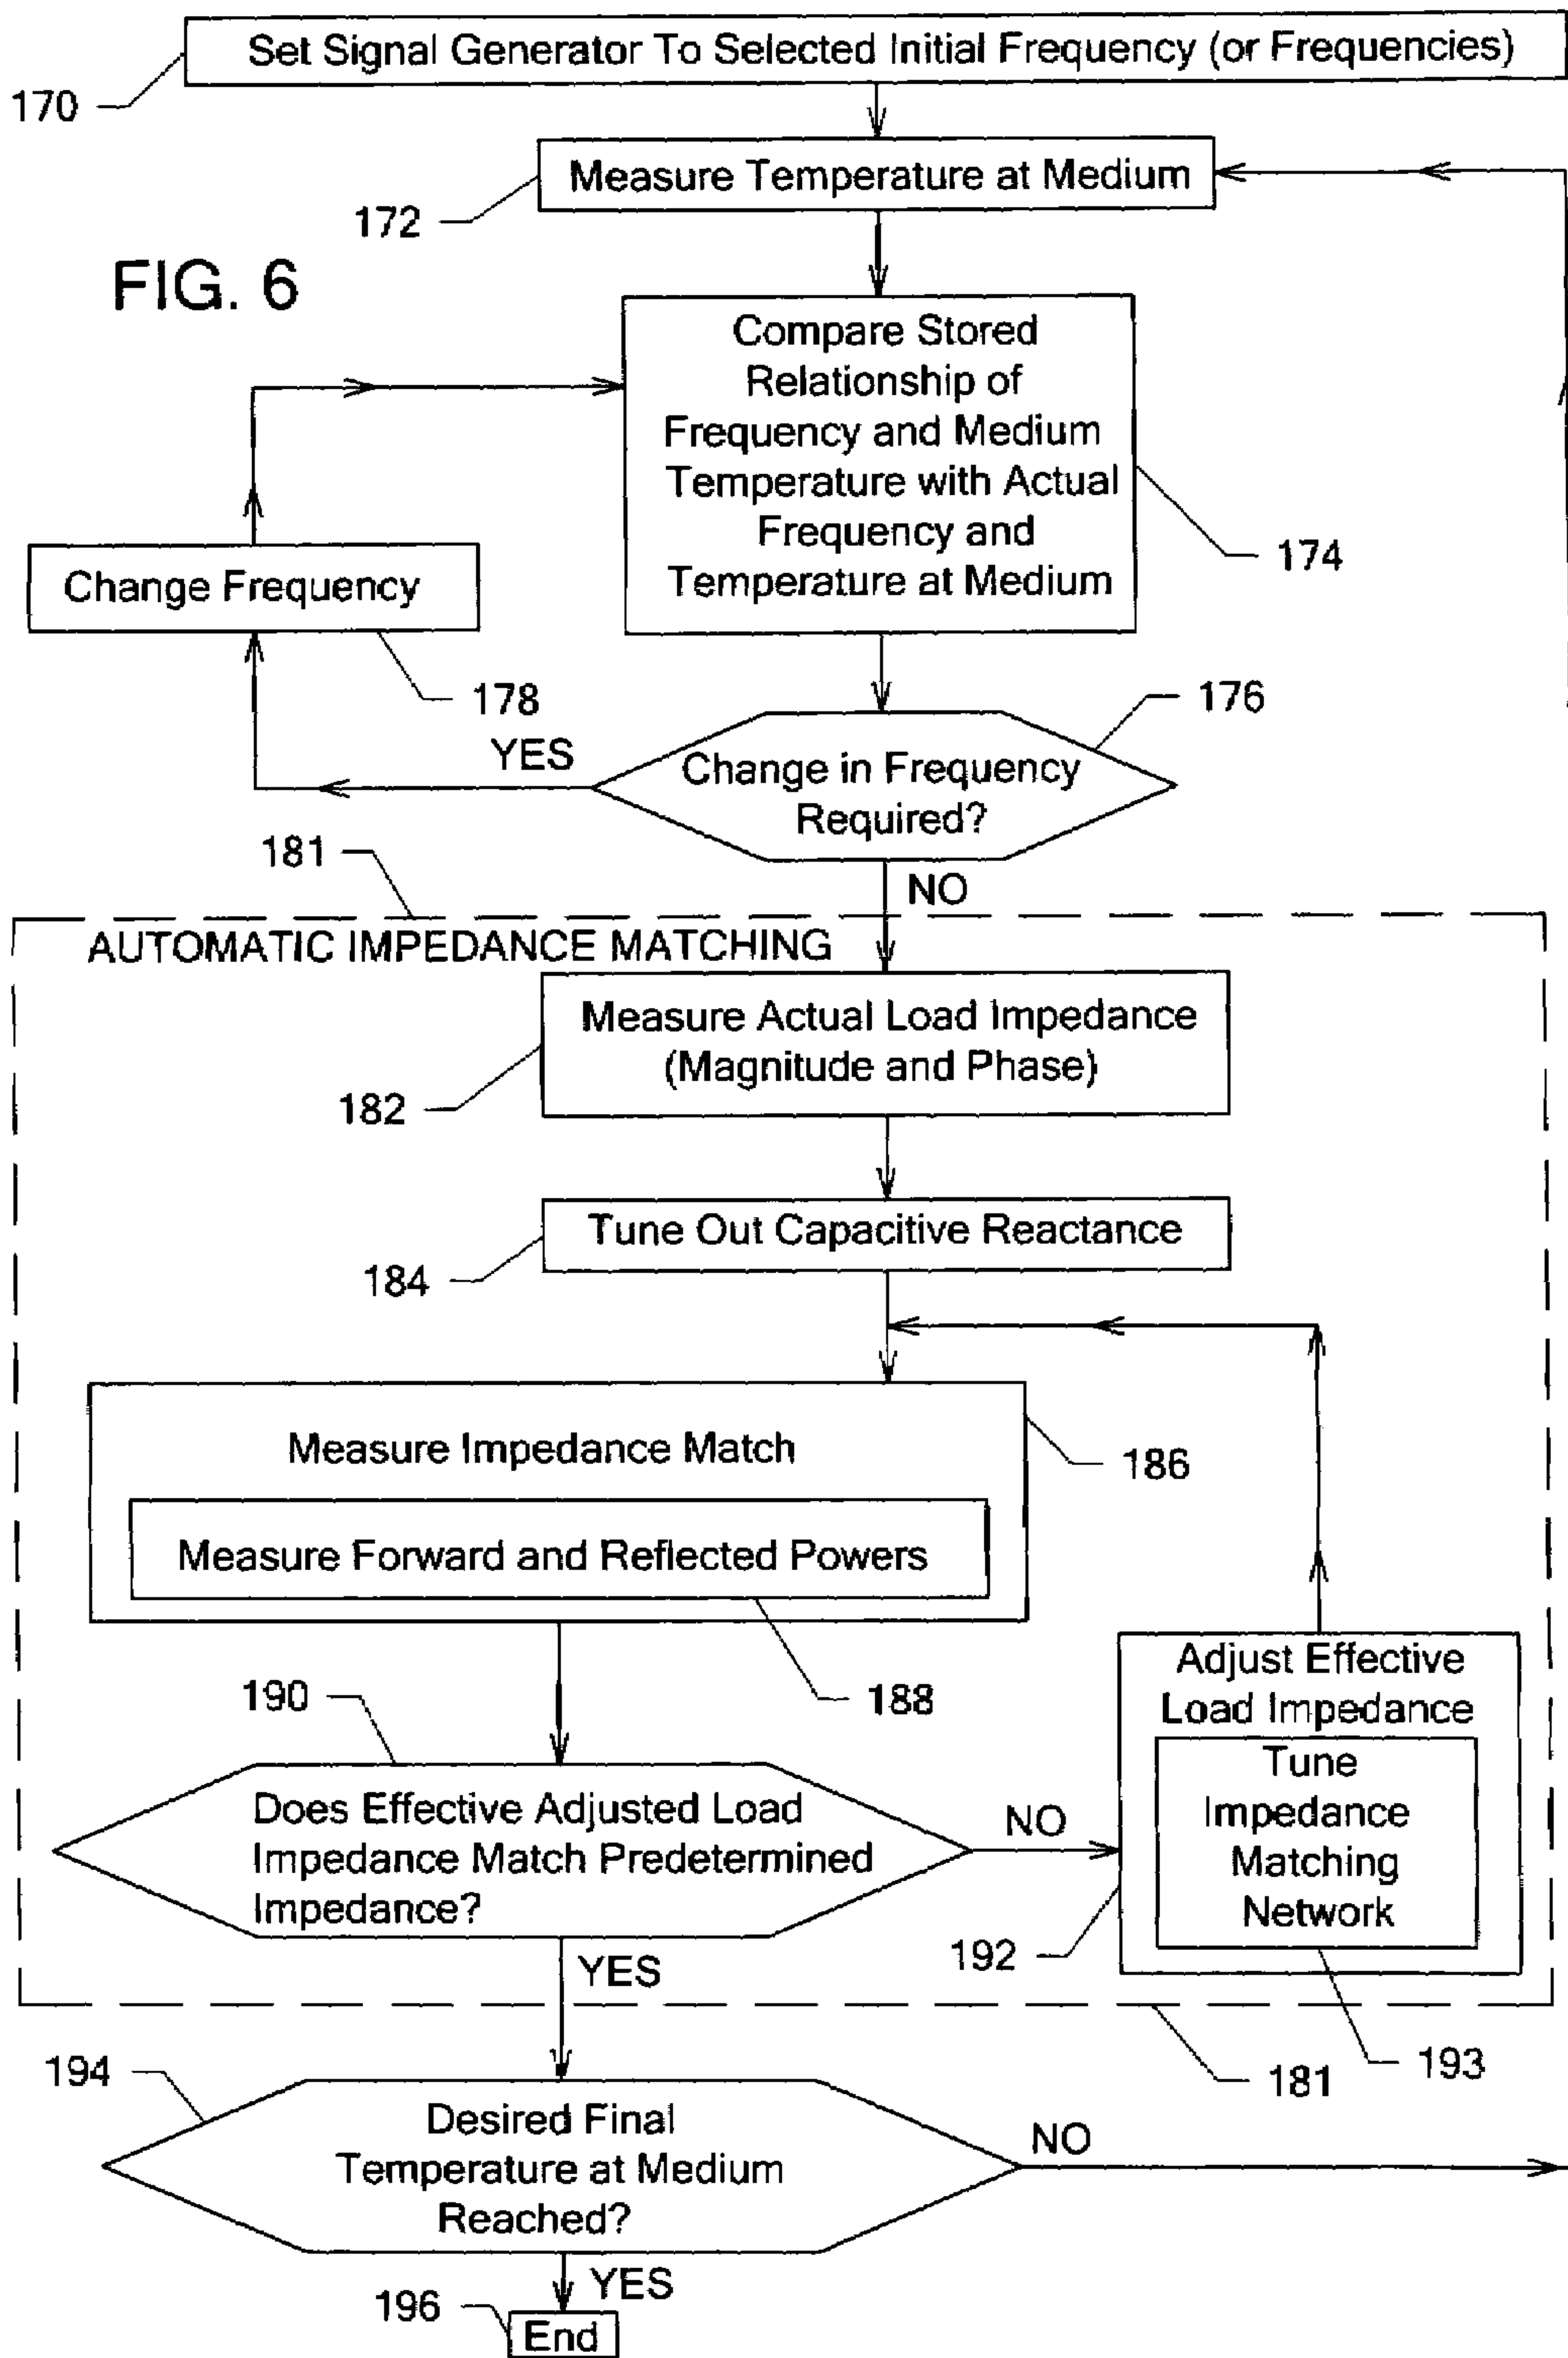 Set Signal Generator To Selected Initial Frequency (or Frequencies)
170
Measure Temperature at Medium
172
FIG. 6
Compare Stored
Relationship of
Frequency and Medium
Temperature with Actual
Frequency and
Temperature at Medium
174
Change Frequency
178
176
YES
Change in Frequency
Required?
181
NO
AUTOMATIC IMPEDANCE MATCHING
Measure Actual Load Impedance
(Magnitude and Phase)
182
Tune Out Capacitive Reactance
184
Measure Impedance Match
186
Measure Forward and Reflected Powers
188
190
Adjust Effective
Load Impedance
Tune
Impedance
Matching
Network
Does Effective Adjusted Load
Impedance Match Predetermined
Impedance?
NO
192
YES
193
181
194
Desired Final
Temperature at Medium
Reached?
NO
YES
196
End